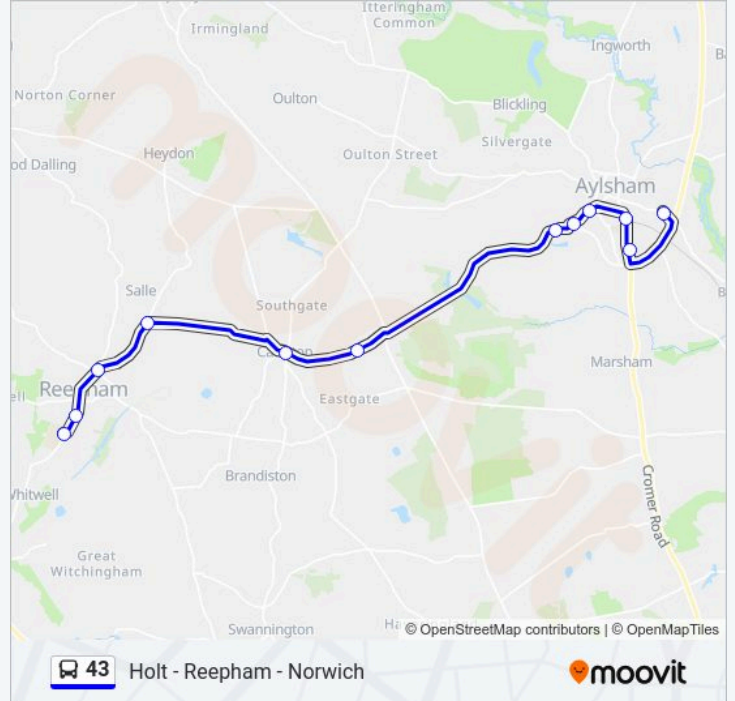 Itteringham
Common
Irmingland
Ingworth
Norton Corner
Oulton
Blickling
Silvergate
Heydon
Oulton Street
od Dalling
Aylsham
Salle
Southgate
Marsham
Reepham
Eastgate
Brandiston
Cromer Road
Whitwell
Great
Witchingham
Swannington
© OpenStreetMap contributors | © OpenMapTiles
43 Holt - Reepham - Norwich
moovit